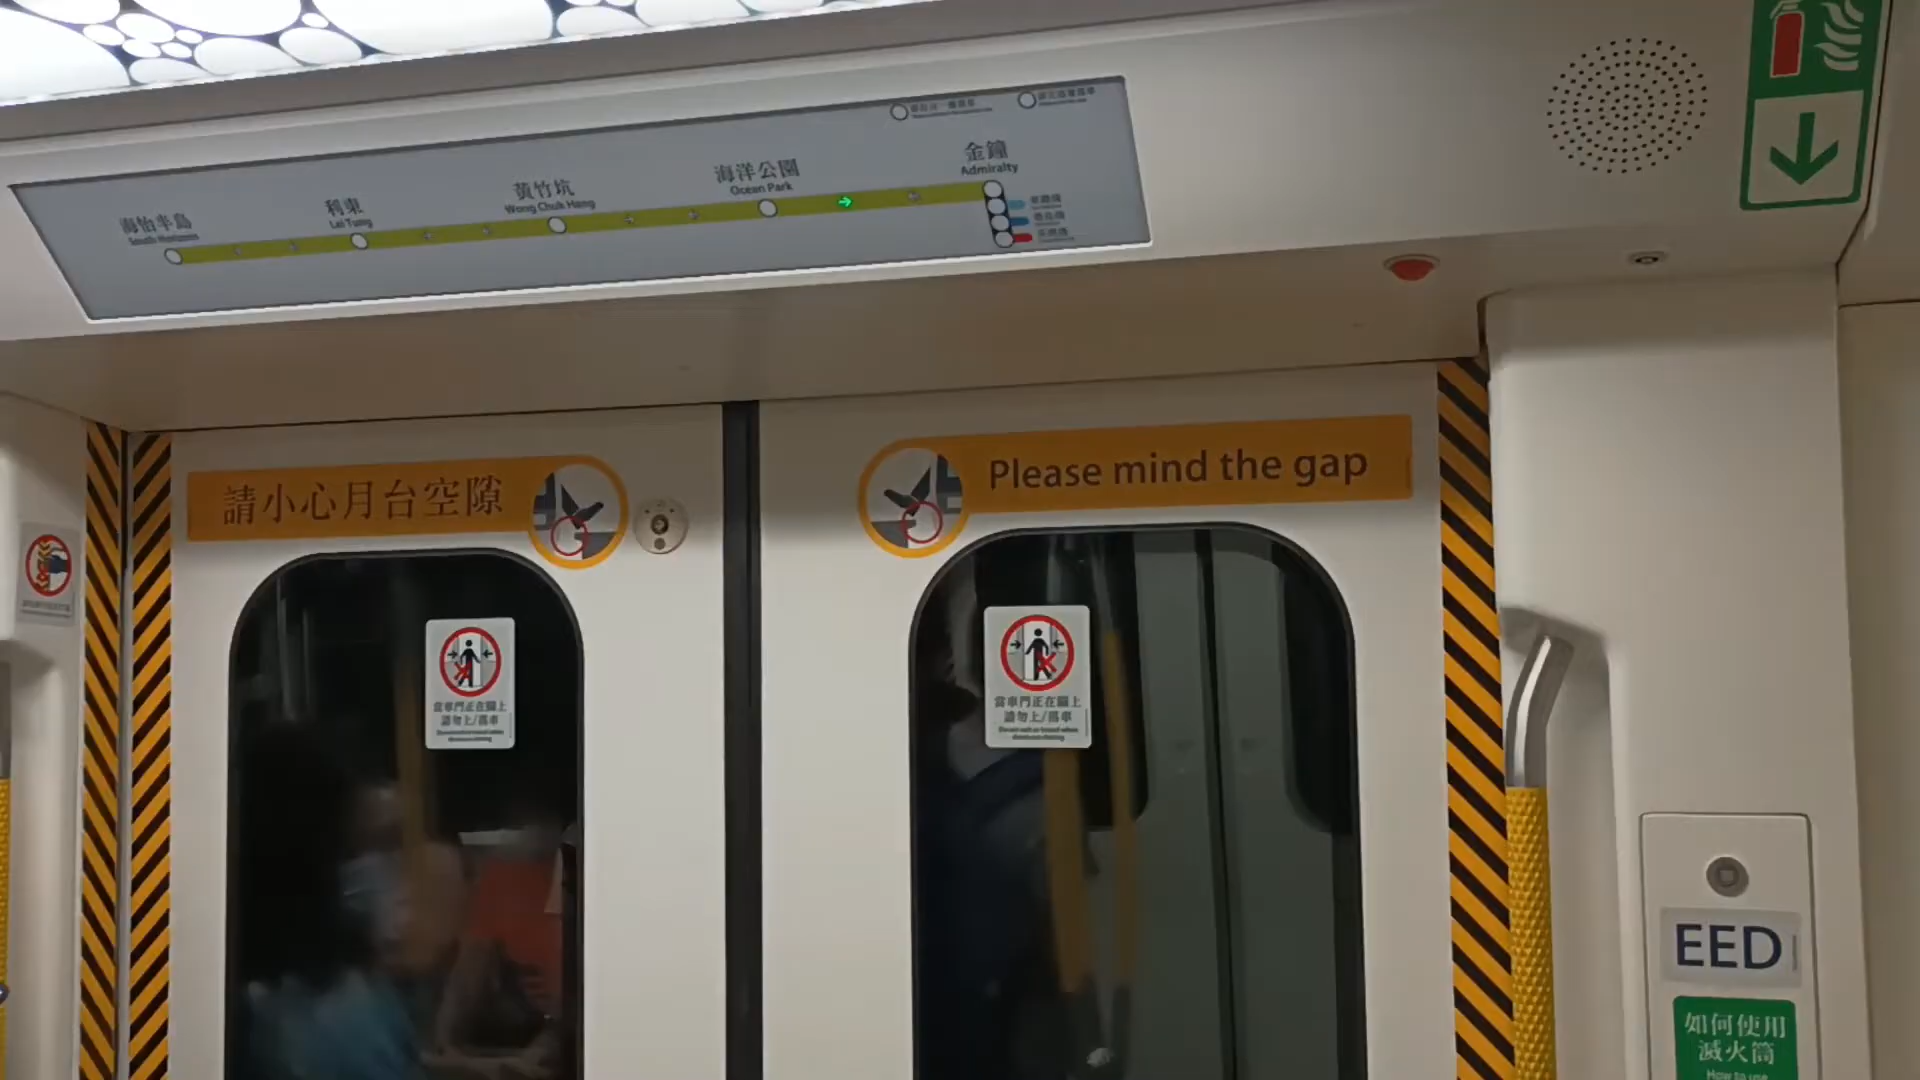 海怡半島
South Horizons
利東
Lei Tung
黃竹坑
Wong Chuk Hang
海洋公園
Ocean Park
金鐘
Admiralty
請小心月台空隙
Please mind the gap
當車門正在關上
請勿上/落車
當車門正在關上
請勿上/落車
EED
如何使用
滅火筒
How to use